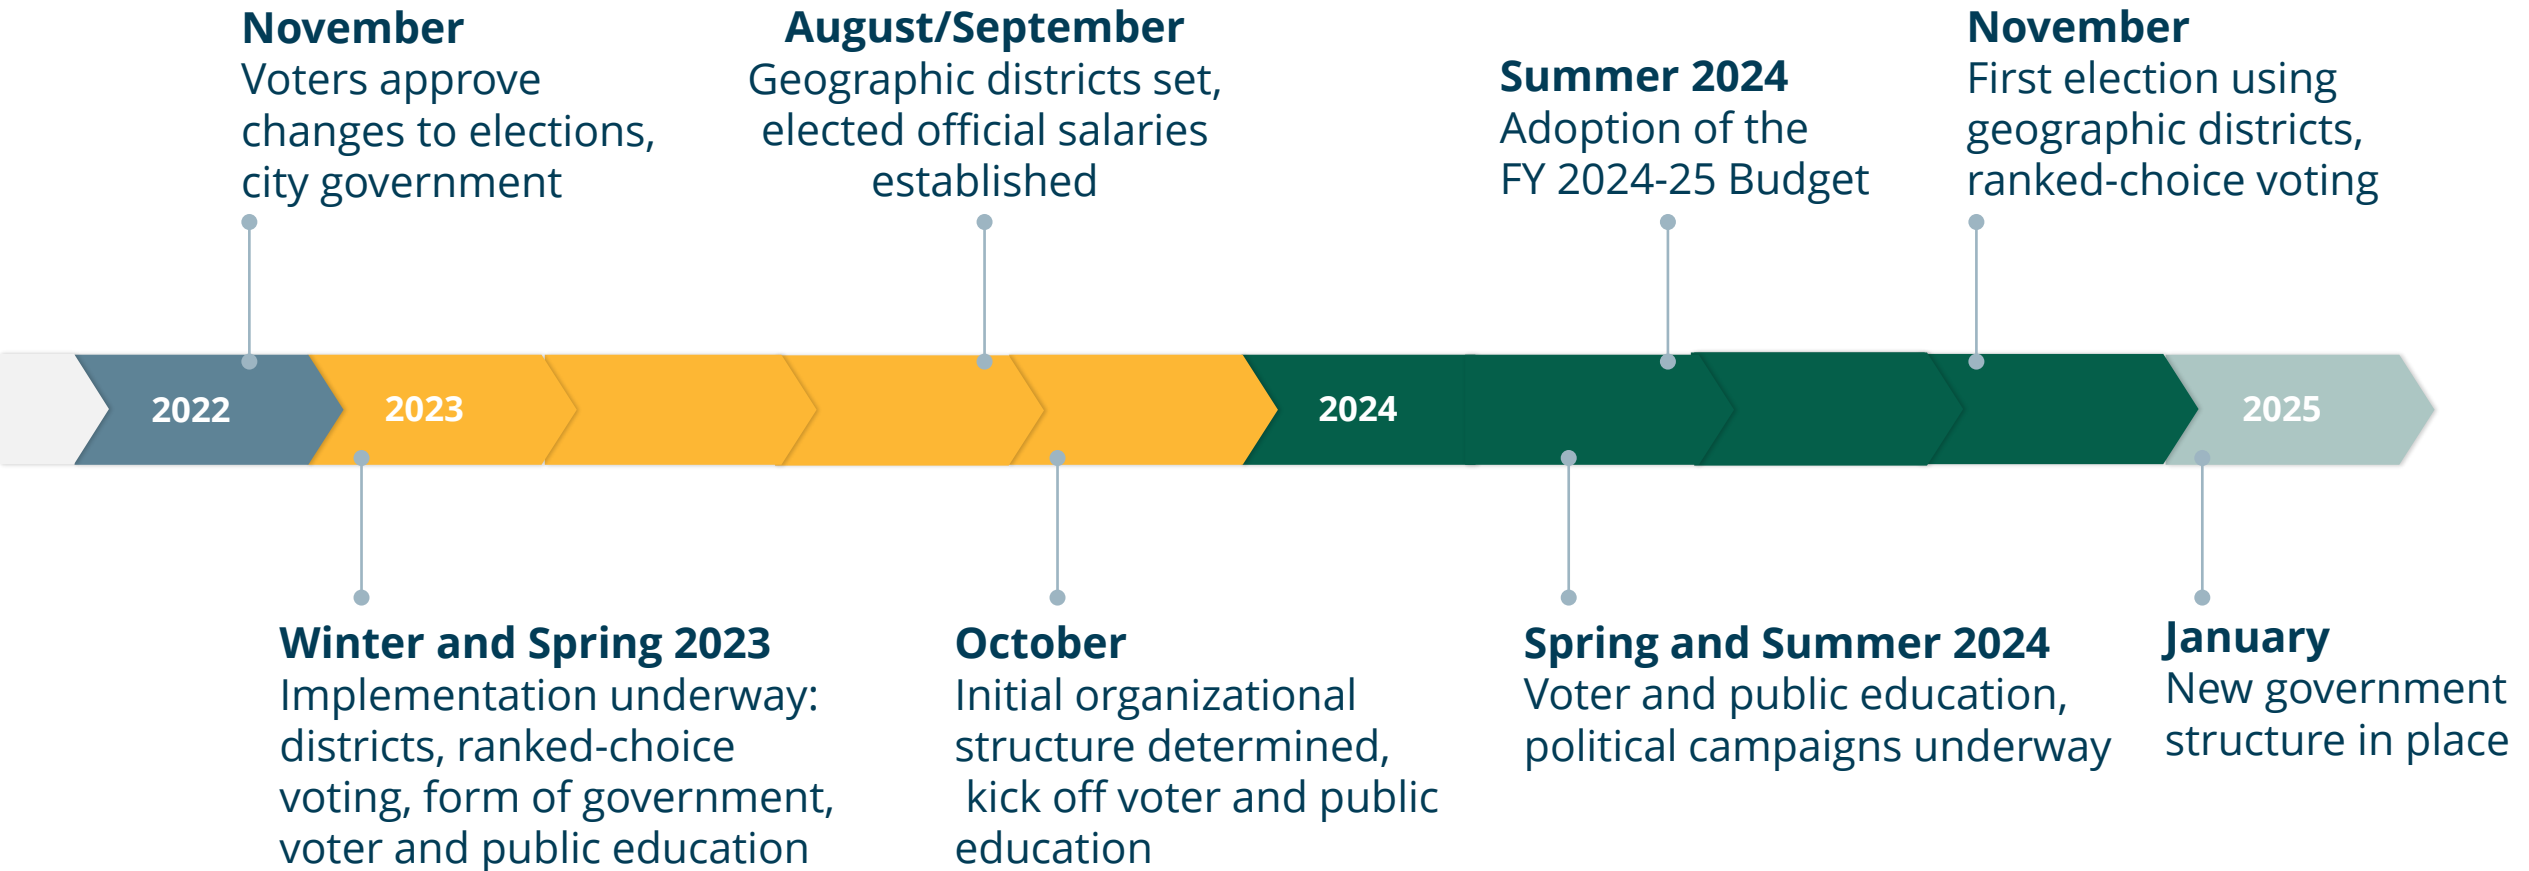 November
Voters approve
changes to elections,
city government
August/September
Geographic districts set,
elected official salaries
established
Summer 2024
Adoption of the
FY 2024-25 Budget
November
First election using
geographic districts,
ranked-choice voting
2022
2023
2024
2025
Winter and Spring 2023
Implementation underway:
districts, ranked-choice
voting, form of government,
voter and public education
October
Initial organizational
structure determined,
kick off voter and public
education
Spring and Summer 2024
Voter and public education,
political campaigns underway
January
New government
structure in place